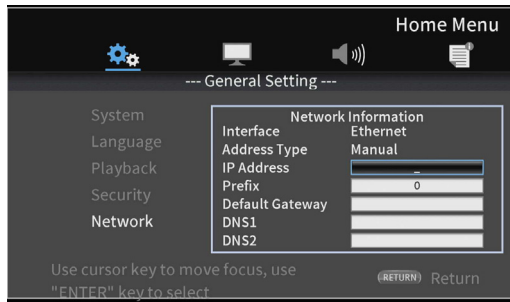 Home Menu
--- General Setting ---
System
Language
Playback
Security
Network
Network Information
Interface Ethernet
Address Type Manual
IP Address _
Prefix 0
Default Gateway
DNS1
DNS2
Use cursor key to move focus, use
"ENTER" key to select
RETURN Return